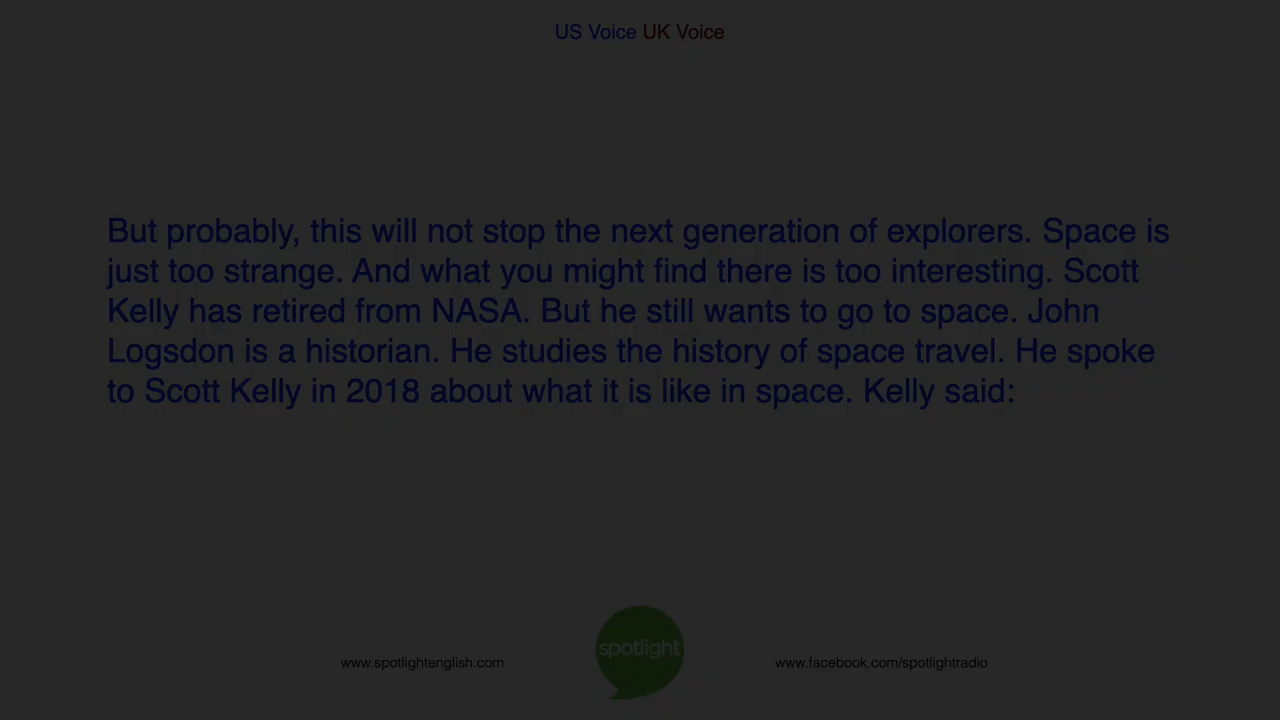 US Voice UK Voice
But probably, this will not stop the next generation of explorers. Space is
just too strange. And what you might find there is too interesting. Scott
Kelly has retired from NASA. But he still wants to go to space. John
Logsdon is a historian. He studies the history of space travel. He spoke
to Scott Kelly in 2018 about what it is like in space. Kelly said:
spotlight
www.spotlightenglish.com
www.facebook.com/spotlightradio